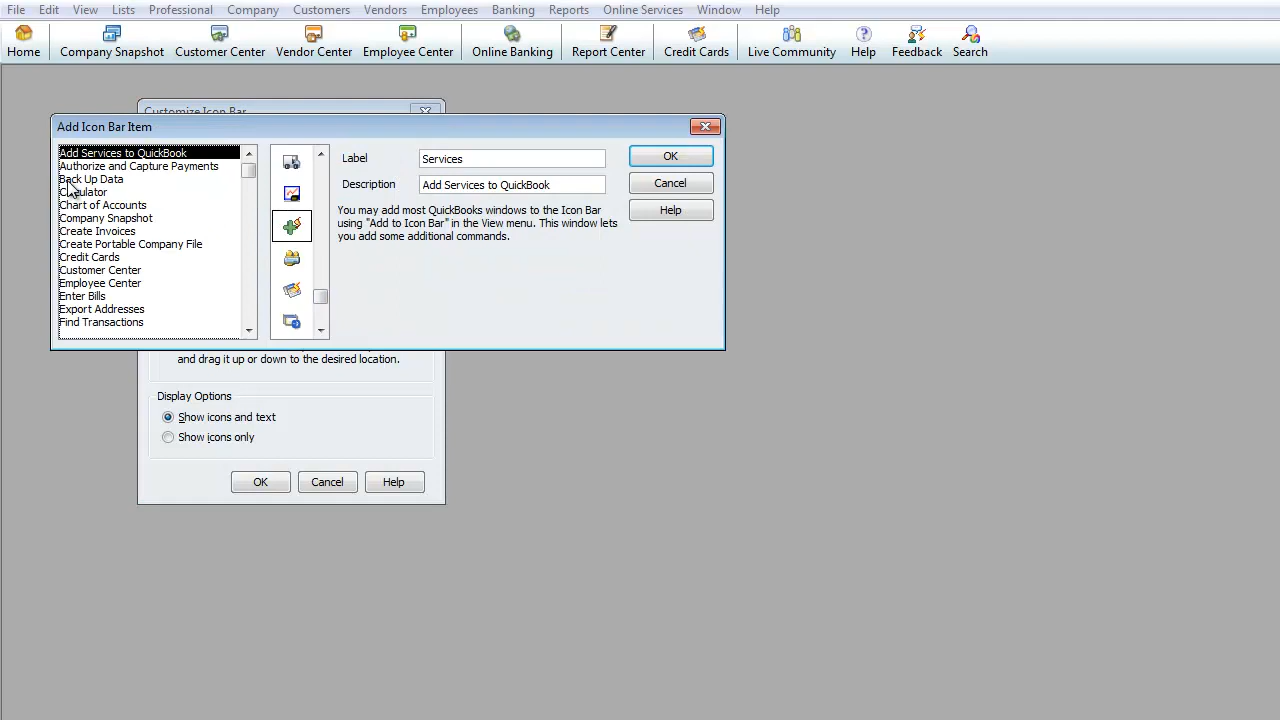 File Edit View Lists Professional Company Customers Vendors Employees Banking Reports Online Services Window Help
Home Company Snapshot Customer Center Vendor Center Employee Center Online Banking Report Center Credit Cards Live Community Help Feedback Search
Customize Icon Bar
Add Icon Bar Item
Add Services to QuickBook
Authorize and Capture Payments
Back Up Data
Calculator
Chart of Accounts
Company Snapshot
Create Invoices
Create Portable Company File
Credit Cards
Customer Center
Employee Center
Enter Bills
Export Addresses
Find Transactions
Label Services
Description Add Services to QuickBook
You may add most QuickBooks windows to the Icon Bar
using "Add to Icon Bar" in the View menu. This window lets
you add some additional commands.
OK
Cancel
Help
and drag it up or down to the desired location.
Display Options
Show icons and text
Show icons only
OK Cancel Help